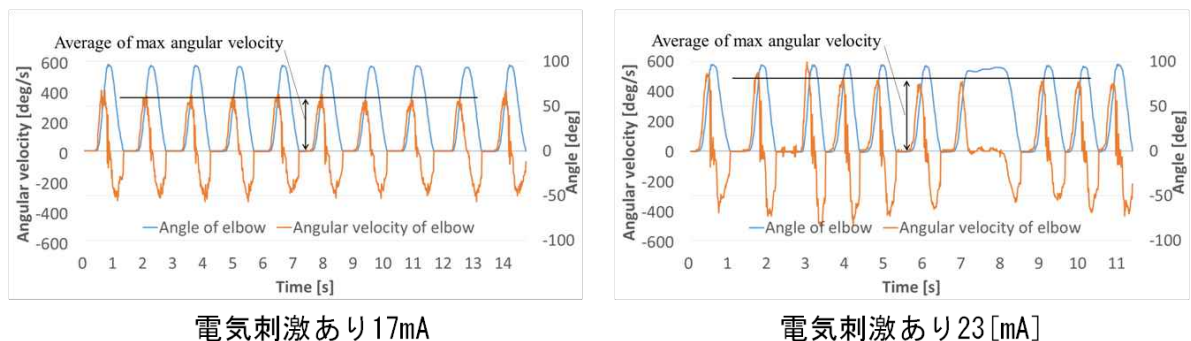 Average of max angular velocity
Angular velocity [deg/s]
600
400
200
0
-200
-400
-600
100
50
0
-50
-100
Angle [deg]
Angle of elbow Angular velocity of elbow
0 1 2 3 4 5 6 7 8 9 10 11 12 13 14
Time [s]
電気刺激あり17mA
Average of max angular velocity
Angular velocity [deg/s]
600
400
200
0
-200
-400
-600
100
50
0
-50
-100
Angle [deg]
Angle of elbow Angular velocity of elbow
0 1 2 3 4 5 6 7 8 9 10 11
Time [s]
電気刺激あり23[mA]